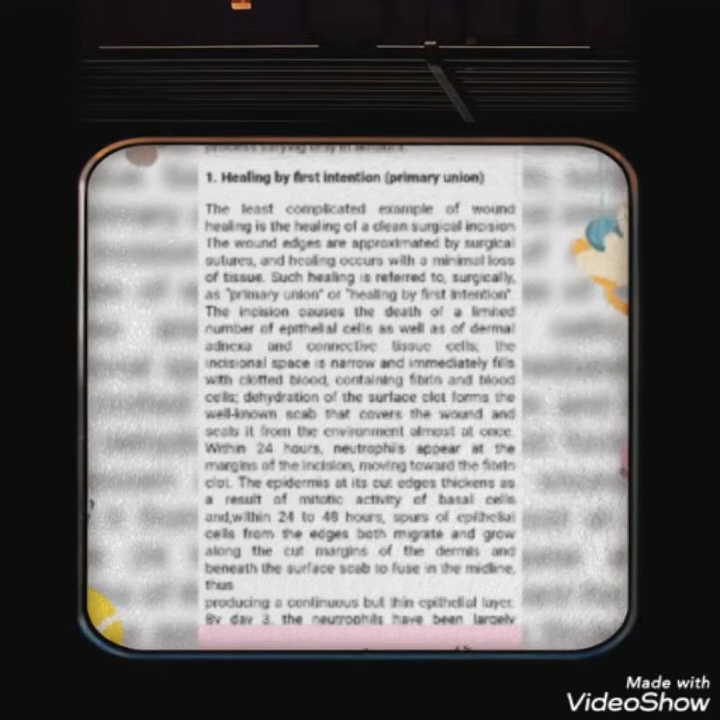 process varying only in amount.
1. Healing by first intention (primary union)
The least complicated example of wound
healing is the healing of a clean surgical incision
The wound edges are approximated by surgical
sutures, and healing occurs with a minimal loss
of tissue. Such healing is referred to, surgically,
as "primary union" or "healing by first intention".
The incision causes the death of a limited
number of epithelial cells as well as of dermal
adnexa and connective tissue cells; the
incisional space is narrow and immediately fills
with clotted blood, containing fibrin and blood
cells; dehydration of the surface clot forms the
well-known scab that covers the wound and
seals it from the environment almost at once.
Within 24 hours, neutrophils appear at the
margins of the incision, moving toward the fibrin
clot. The epidermis at its cut edges thickens as
a result of mitotic activity of basal cells
and,within 24 to 48 hours, spurs of epithelial
cells from the edges both migrate and grow
along the cut margins of the dermis and
beneath the surface scab to fuse in the midline,
thus
producing a continuous but thin epithelial layer.
By day 3, the neutrophils have been largely
Made with
VideoShow